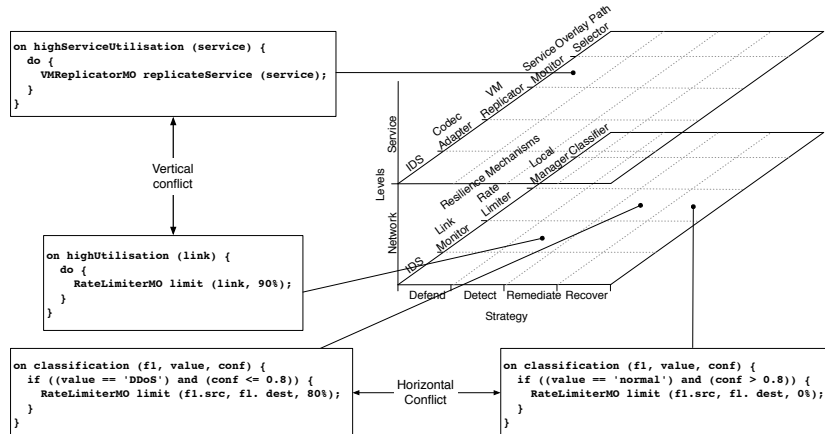 on highServiceUtilisation (service) {
do {
VMReplicatorMO replicateService (service);
}
}
Vertical
conflict
on highUtilisation (link) {
do {
RateLimiterMO limit (link, 90%);
}
}
on classification (f1, value, conf) {
if ((value == 'DDoS') and (conf <= 0.8)) {
RateLimiterMO limit (f1.src, fl. dest, 80%);
}
}
Horizontal
Conflict
on classification (f1, value, conf) {
if ((value == 'normal') and (conf > 0.8)) {
RateLimiterMO limit (f1.src, fl. dest, 0%);
}
}
Levels
Service
Network
IDS
Codec
Adapter
VM
Replicator
Service
Monitor
Overlay Path
Selector
Resilience Mechanisms
IDS
Link
Monitor
Rate
Limiter
Local
Manager
Classifier
Defend
Detect
Remediate
Recover
Strategy